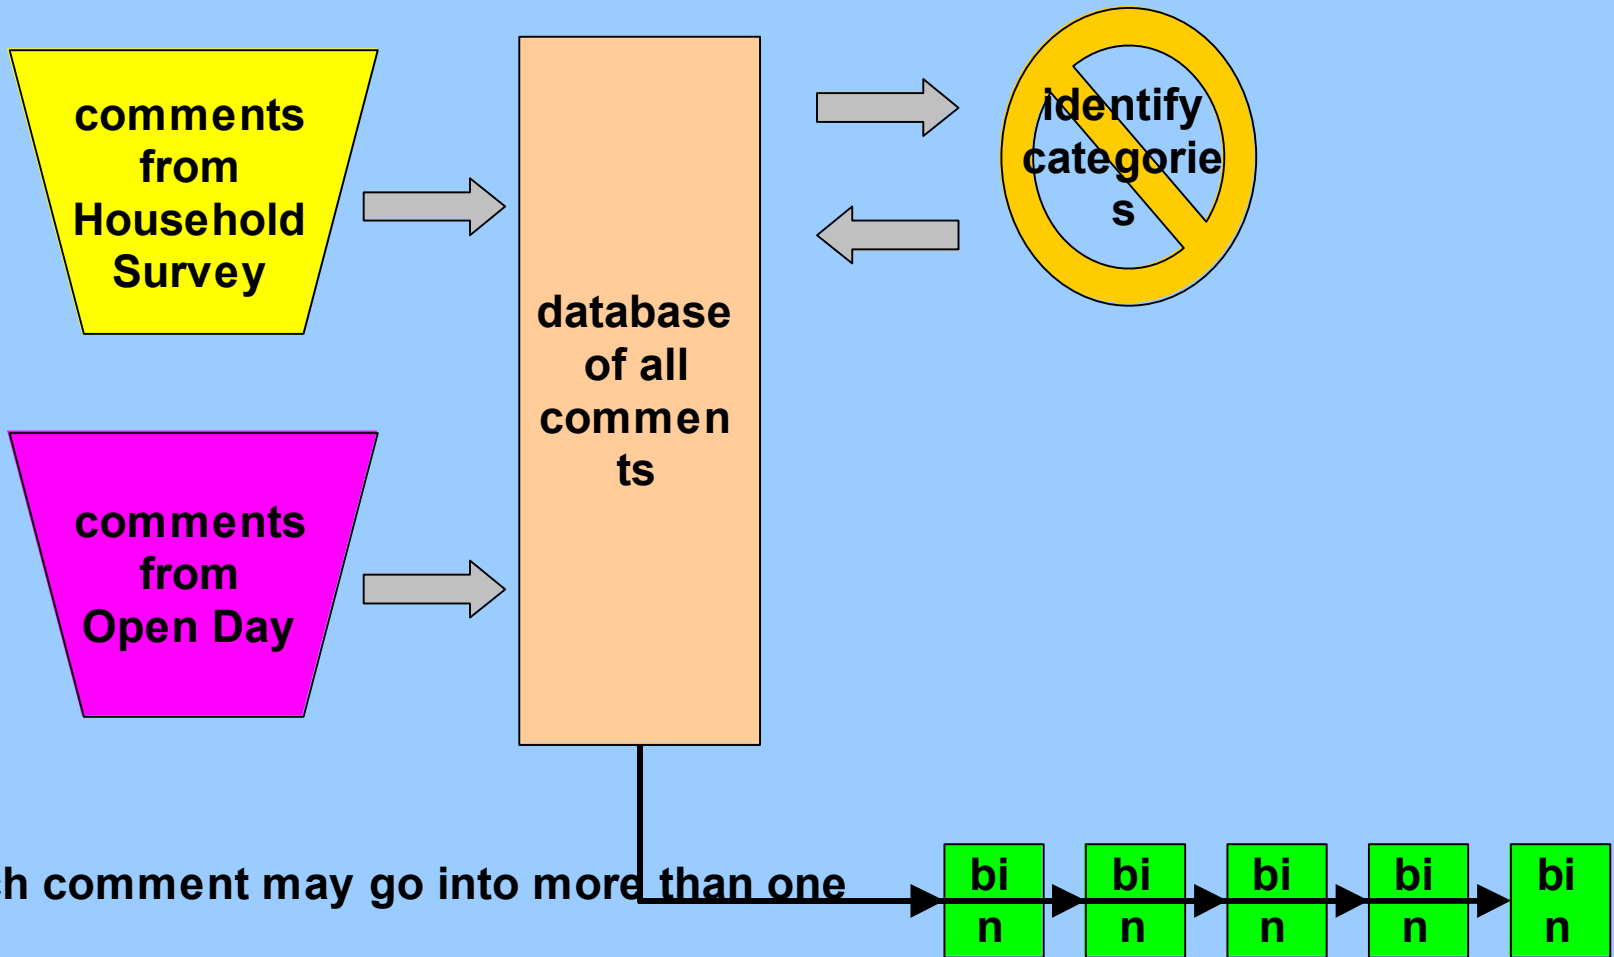 comments
from
Household
Survey
comments
from
Open Day
database
of all
commen
ts
identify
categorie
s
ch comment may go into more than one
bi
n
bi
n
bi
n
bi
n
bi
n